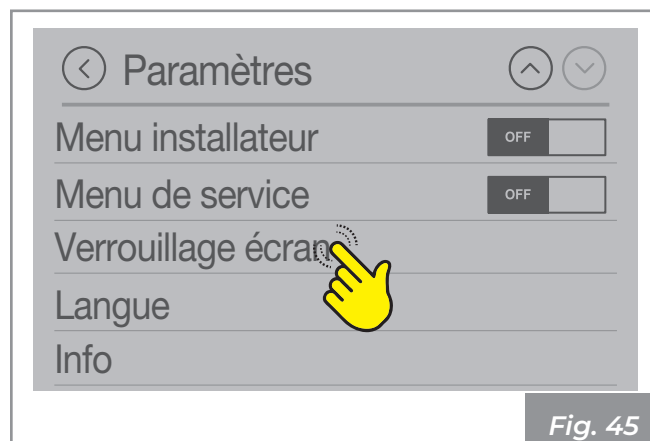 Paramètres
Menu installateur OFF
Menu de service OFF
Verrouillage écran
Langue
Info
Fig. 45